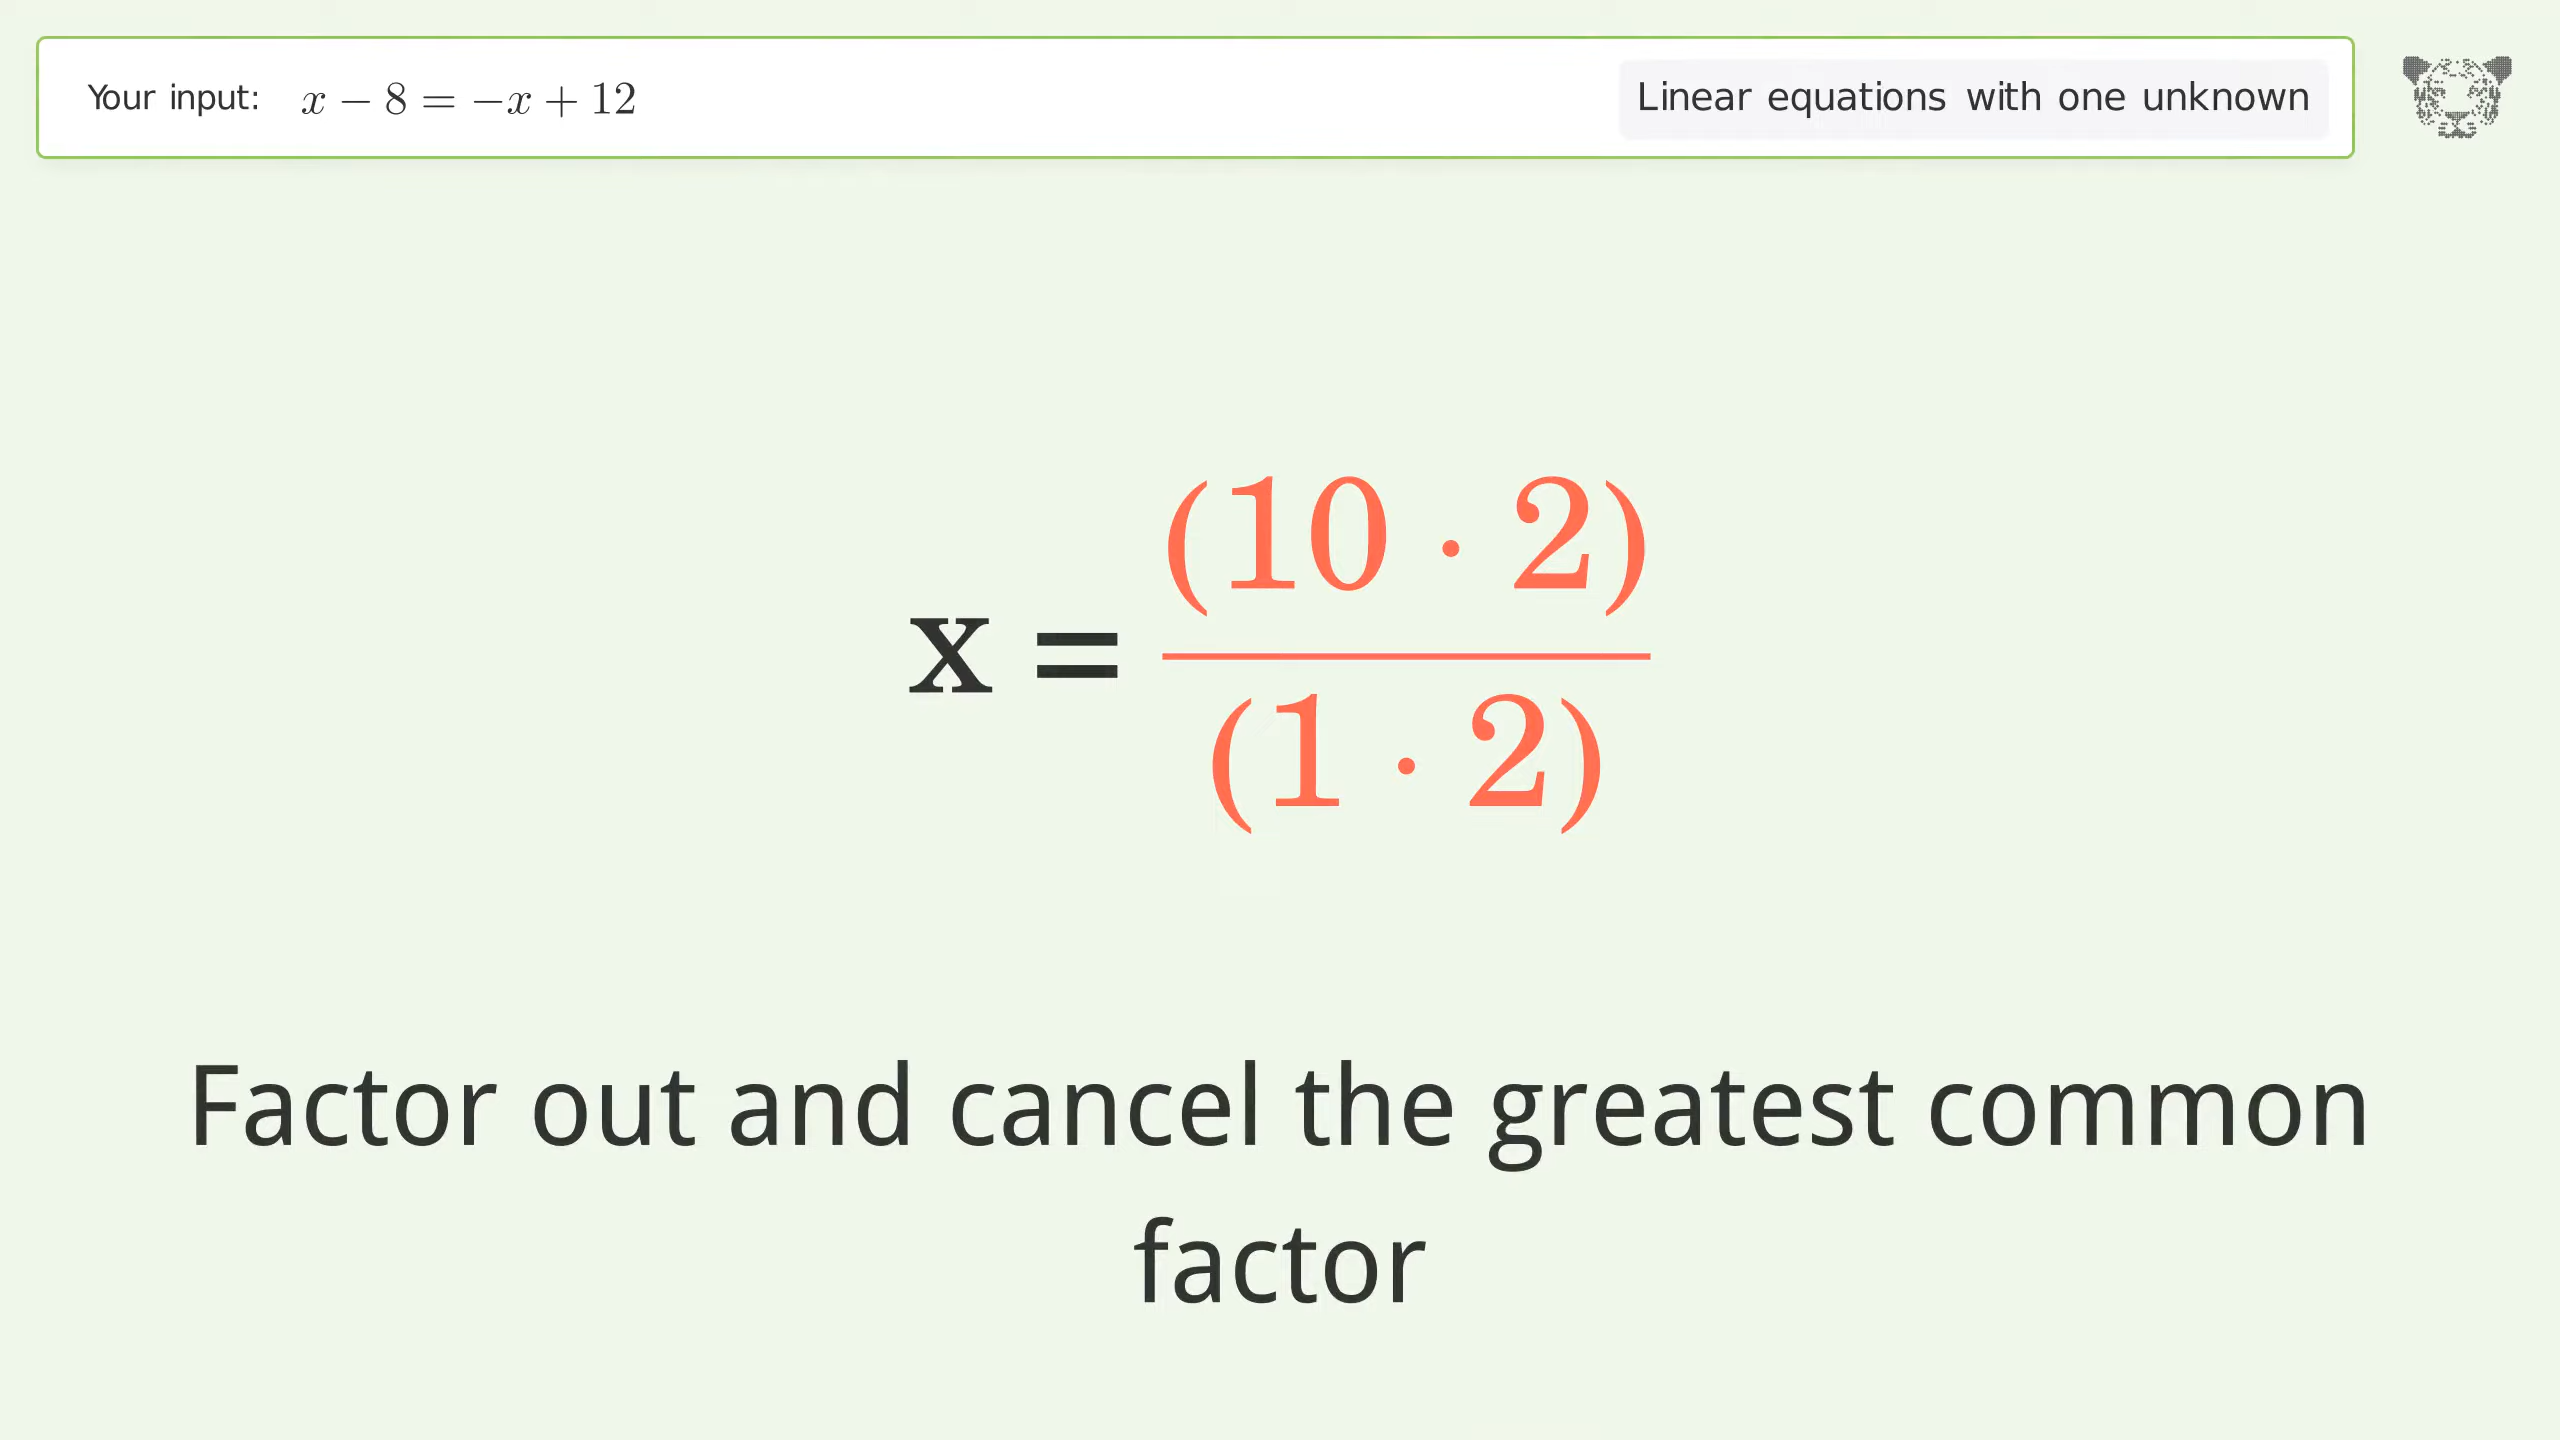 Your input: x − 8 = −x + 12
Linear equations with one unknown
x = (10 · 2) / (1 · 2)
Factor out and cancel the greatest common
factor